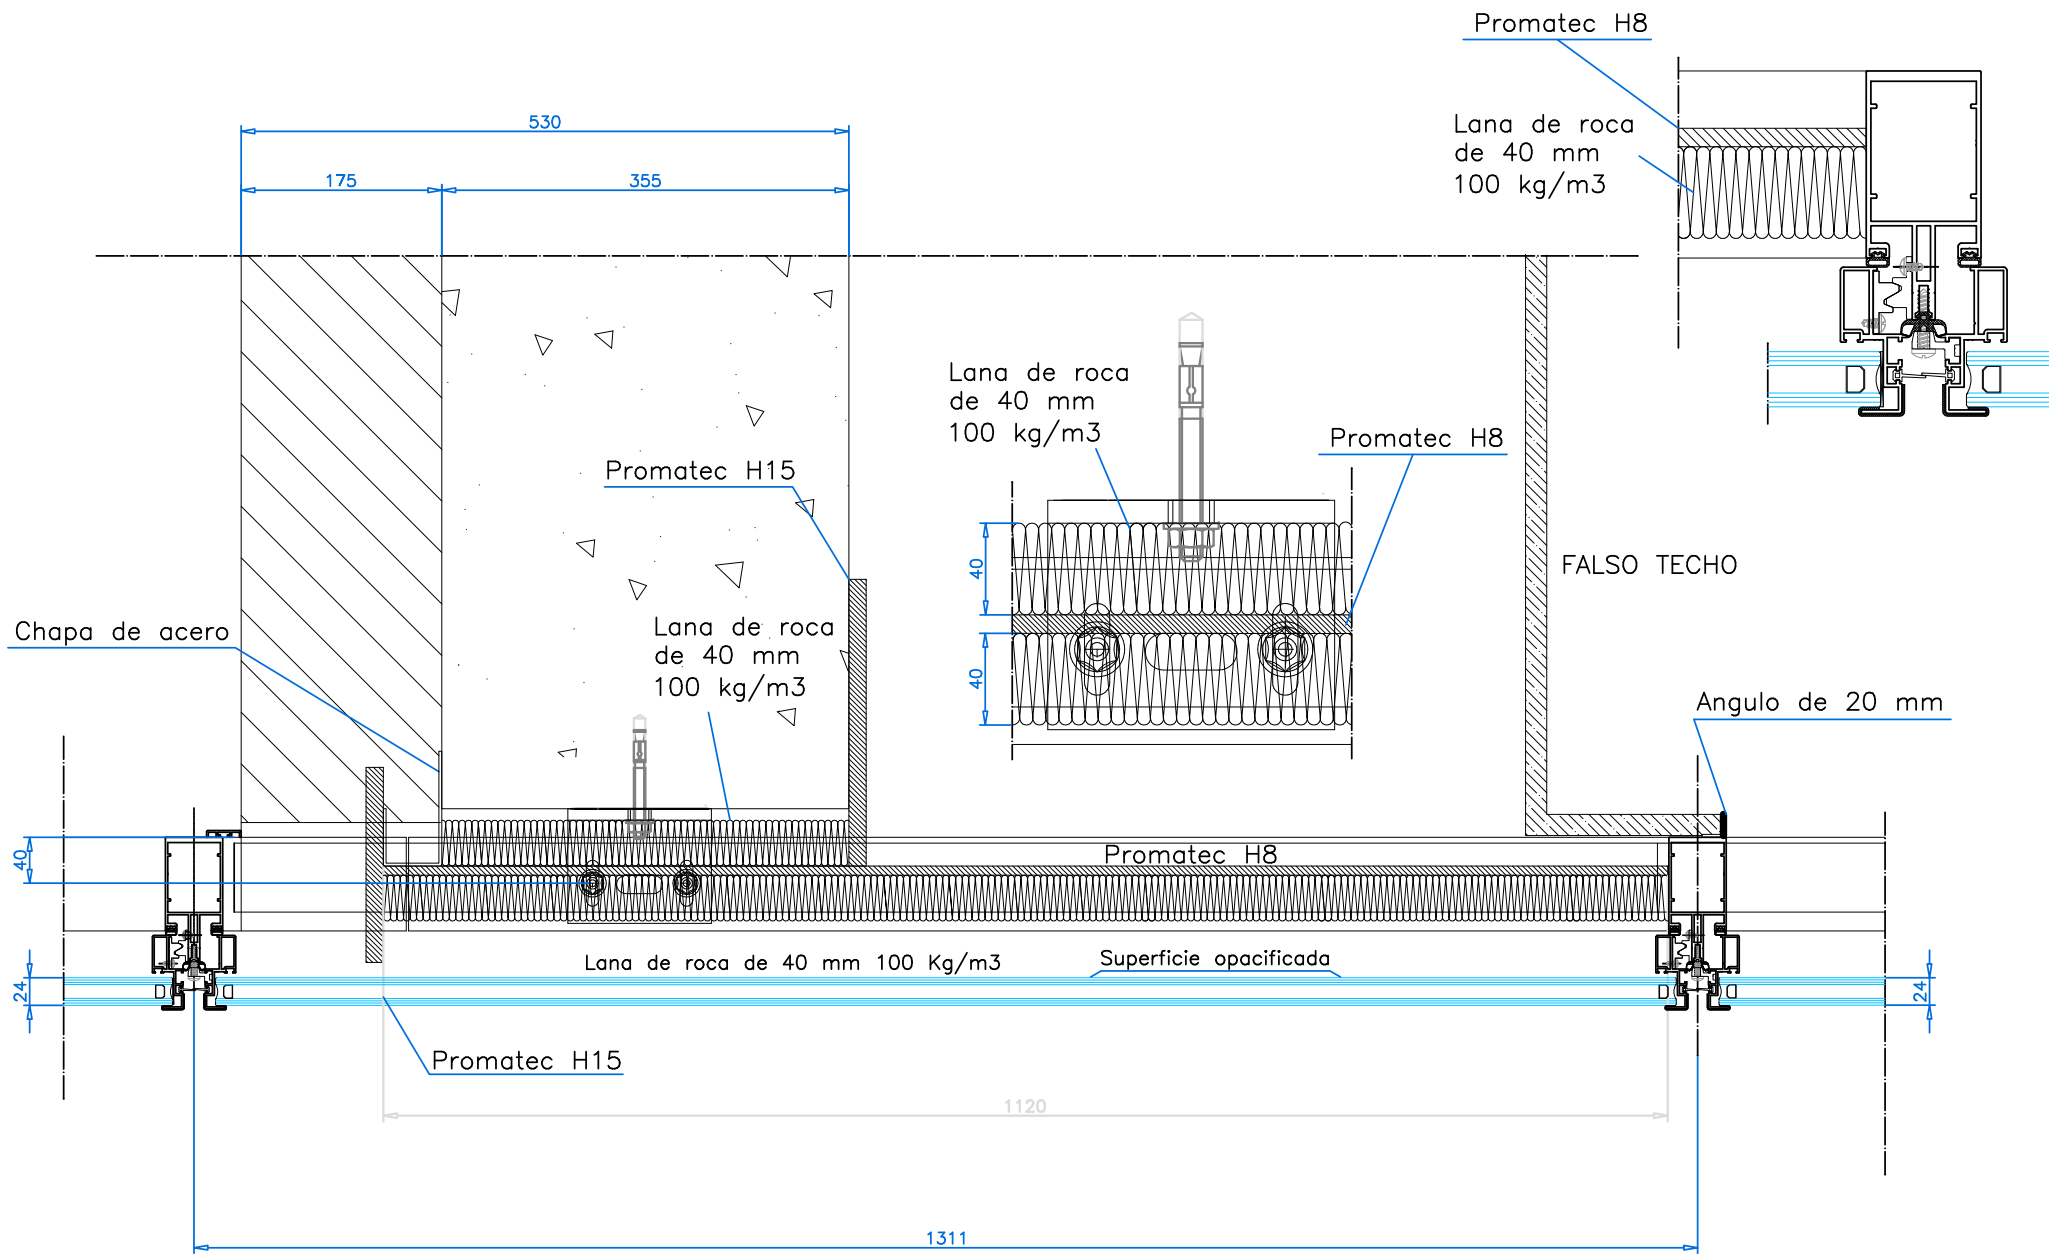 Promatec H8
Lana de roca
de 40 mm
100 kg/m3
530
175
355
Lana de roca
de 40 mm
100 kg/m3
Promatec H8
Promatec H15
40
40
FALSO TECHO
Chapa de acero
Lana de roca
de 40 mm
100 kg/m3
Angulo de 20 mm
40
Promatec H8
Lana de roca de 40 mm 100 Kg/m3
Superficie opacificada
24
24
Promatec H15
1120
1311